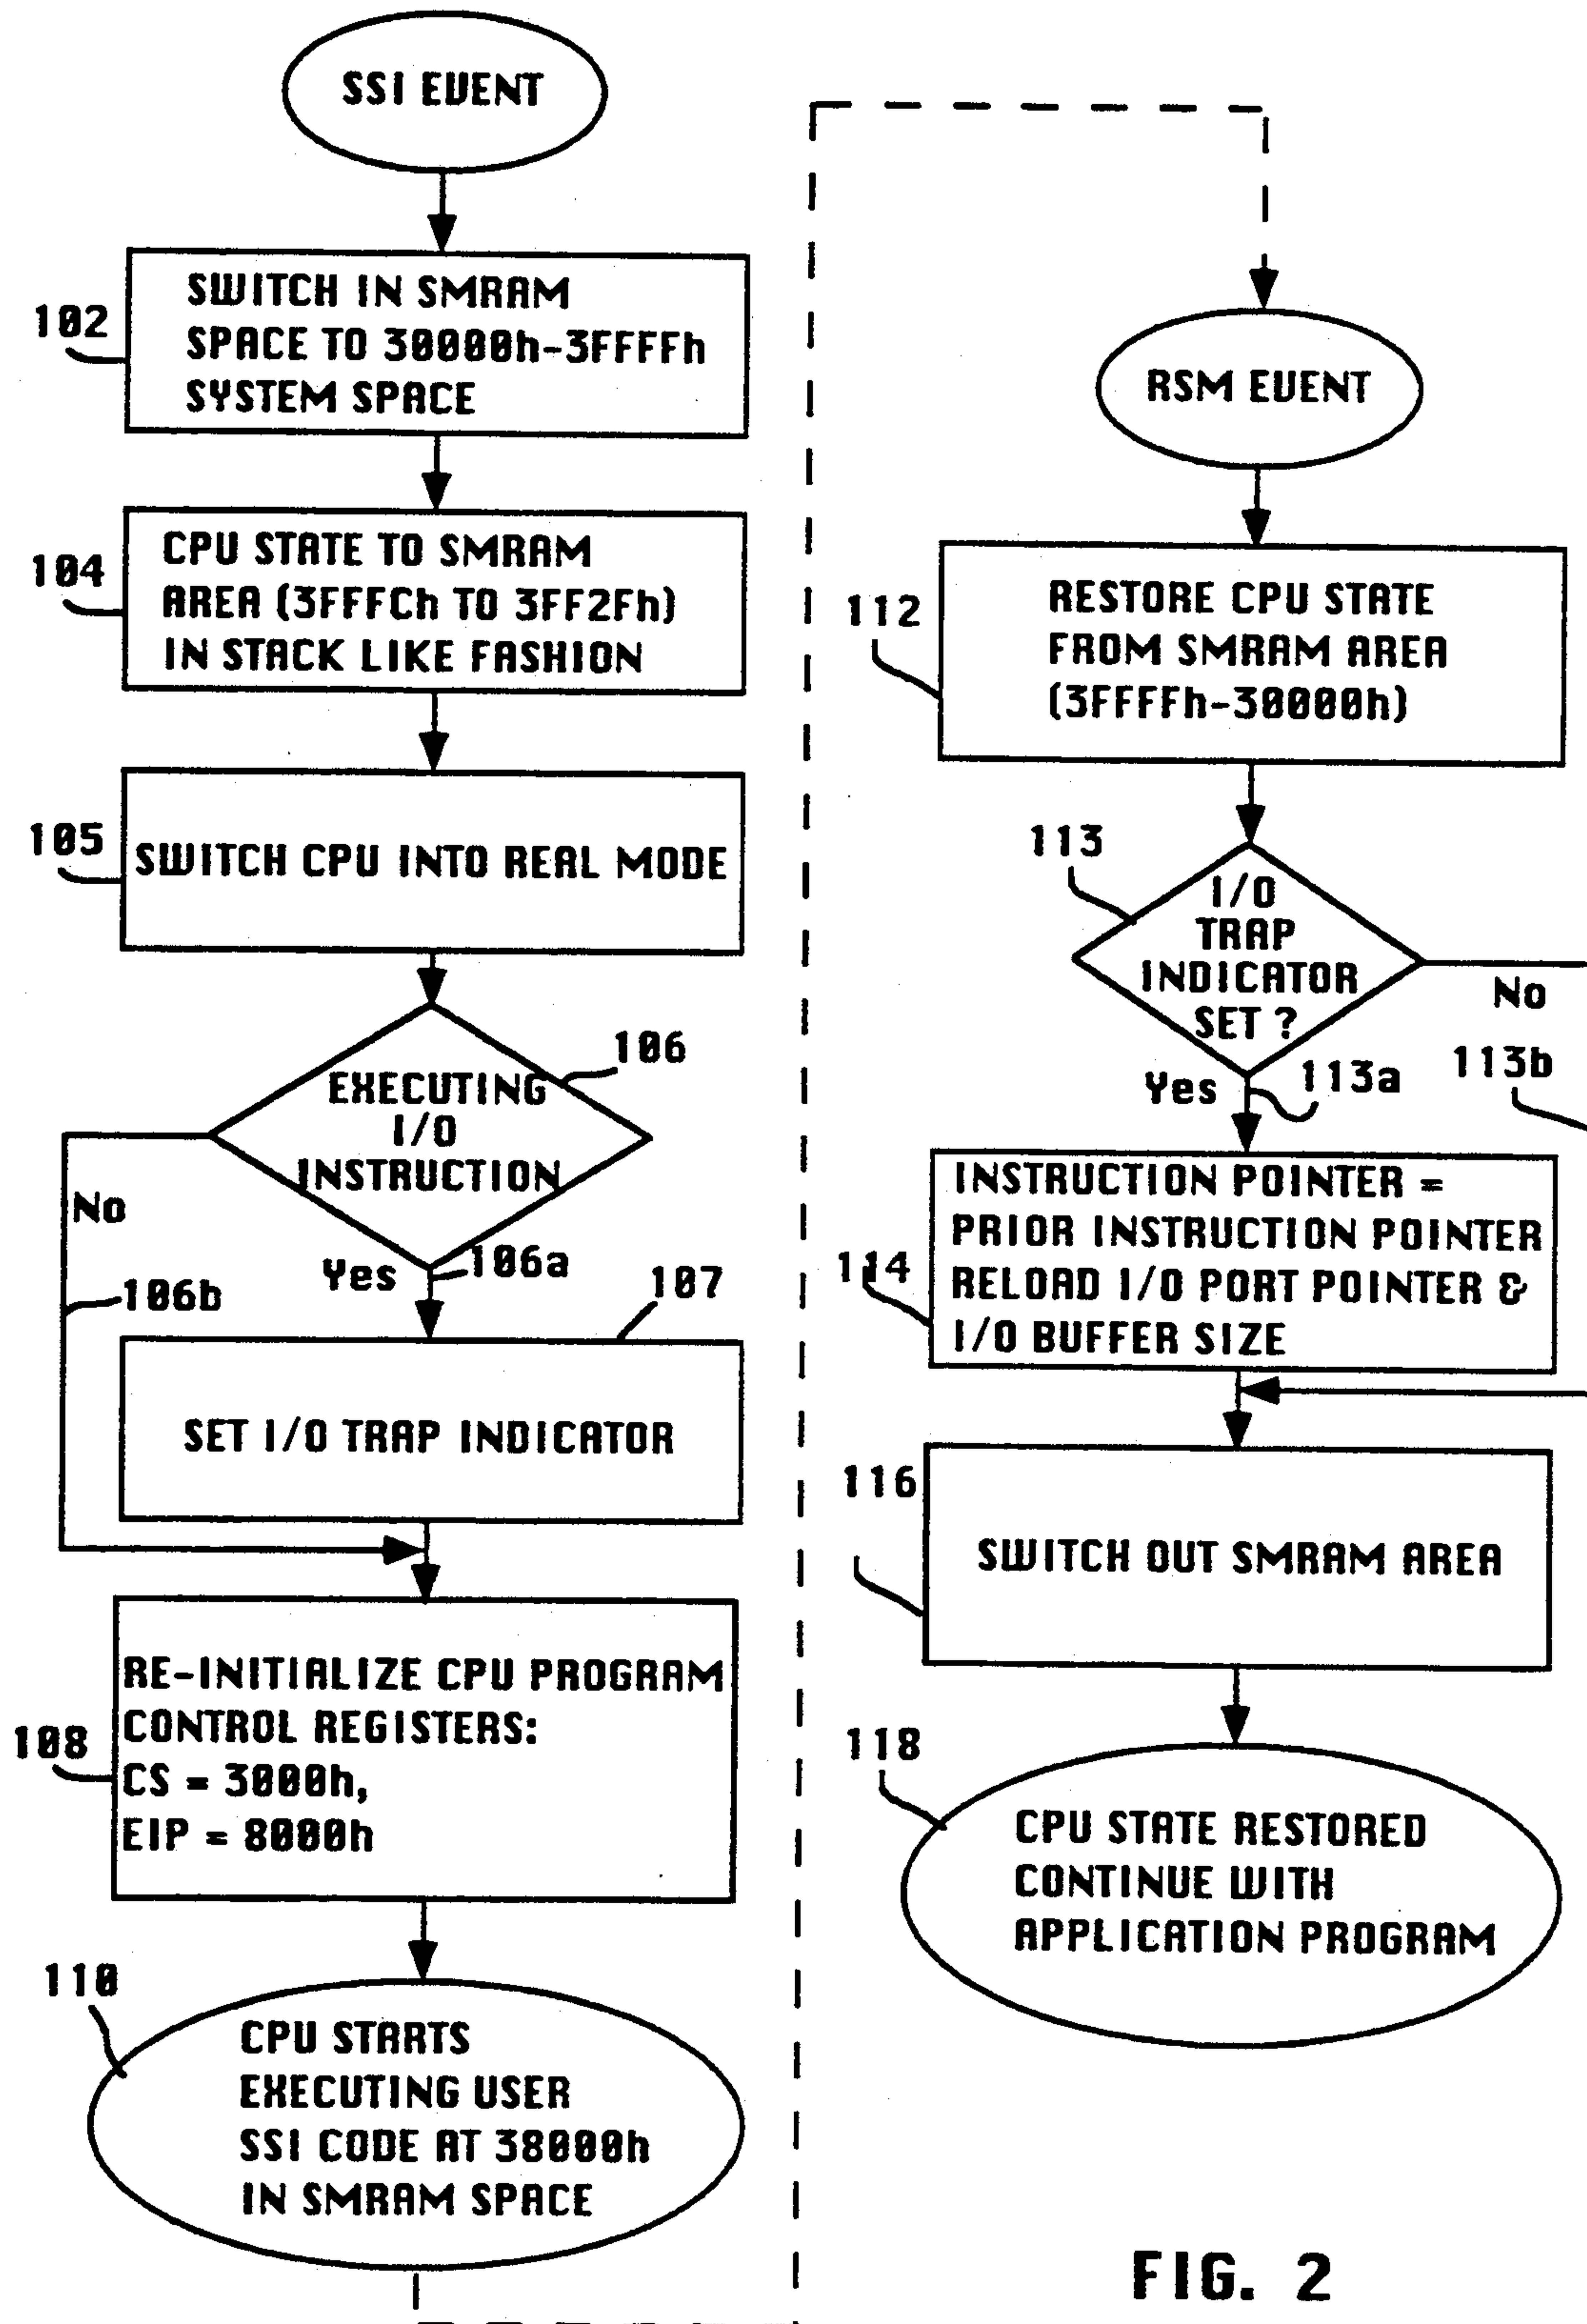 SSI EVENT
102
SWITCH IN SMRAM
SPACE TO 30000h-3FFFFh
SYSTEM SPACE
104
CPU STATE TO SMRAM
AREA (3FFFCh TO 3FF2Fh)
IN STACK LIKE FASHION
105
SWITCH CPU INTO REAL MODE
106
EXECUTING
I/O
INSTRUCTION
No
Yes
106a
106b
107
SET I/O TRAP INDICATOR
108
RE-INITIALIZE CPU PROGRAM
CONTROL REGISTERS:
CS = 3000h,
EIP = 8000h
110
CPU STARTS
EXECUTING USER
SSI CODE AT 38000h
IN SMRAM SPACE
RSM EVENT
112
RESTORE CPU STATE
FROM SMRAM AREA
(3FFFFh-30000h)
113
I/O
TRAP
INDICATOR
SET ?
No
Yes
113a
113b
114
INSTRUCTION POINTER =
PRIOR INSTRUCTION POINTER
RELOAD I/O PORT POINTER &
I/O BUFFER SIZE
116
SWITCH OUT SMRAM AREA
118
CPU STATE RESTORED
CONTINUE WITH
APPLICATION PROGRAM
FIG. 2